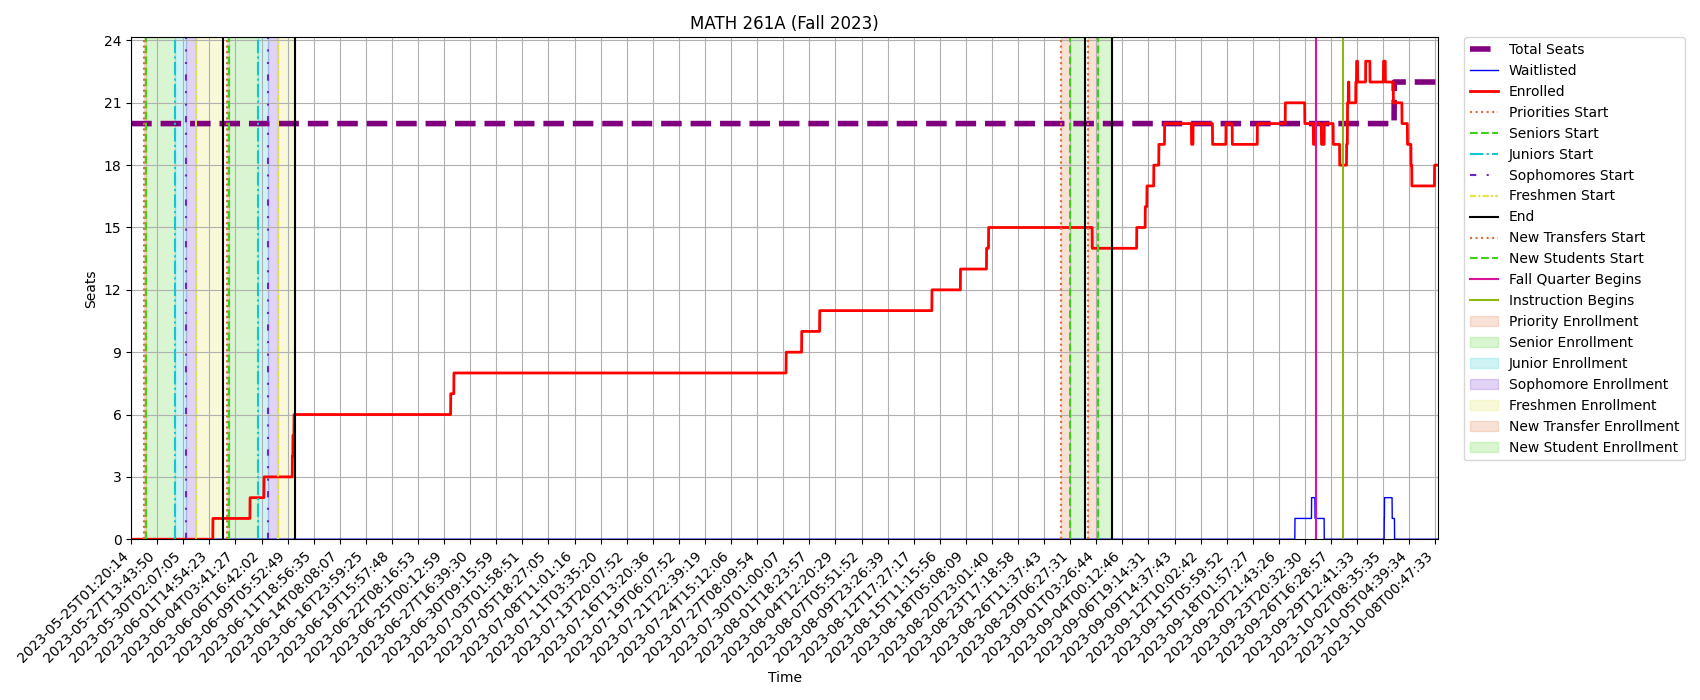 MATH 261A (Fall 2023)
24
21
18
15
12
9
6
3
0
Seats
2023-05-25T01:20:14
2023-05-27T13:43:50
2023-05-30T02:07:05
2023-06-01T14:54:23
2023-06-04T03:41:27
2023-06-06T16:42:02
2023-06-09T05:52:49
2023-06-11T18:56:35
2023-06-14T08:08:07
2023-06-16T23:59:25
2023-06-19T15:57:48
2023-06-22T08:16:53
2023-06-25T00:12:59
2023-06-27T16:39:30
2023-06-30T09:15:59
2023-07-03T01:58:51
2023-07-05T18:27:05
2023-07-08T11:01:16
2023-07-11T03:35:20
2023-07-13T20:07:52
2023-07-16T13:20:36
2023-07-19T06:07:52
2023-07-21T22:39:19
2023-07-24T15:12:06
2023-07-27T08:09:54
2023-07-30T01:00:07
2023-08-01T18:23:57
2023-08-04T12:20:29
2023-08-07T05:51:52
2023-08-09T23:26:39
2023-08-12T17:27:17
2023-08-15T11:15:56
2023-08-18T05:08:09
2023-08-20T23:01:40
2023-08-23T17:18:58
2023-08-26T11:37:43
2023-08-29T06:27:31
2023-09-01T03:26:44
2023-09-04T00:12:46
2023-09-06T19:14:31
2023-09-09T14:37:43
2023-09-12T10:02:42
2023-09-15T05:59:52
2023-09-18T01:57:27
2023-09-20T21:43:26
2023-09-23T20:32:30
2023-09-26T16:28:57
2023-09-29T12:41:33
2023-10-02T08:35:35
2023-10-05T04:39:34
2023-10-08T00:47:33
Time
Total Seats
Waitlisted
Enrolled
Priorities Start
Seniors Start
Juniors Start
Sophomores Start
Freshmen Start
End
New Transfers Start
New Students Start
Fall Quarter Begins
Instruction Begins
Priority Enrollment
Senior Enrollment
Junior Enrollment
Sophomore Enrollment
Freshmen Enrollment
New Transfer Enrollment
New Student Enrollment